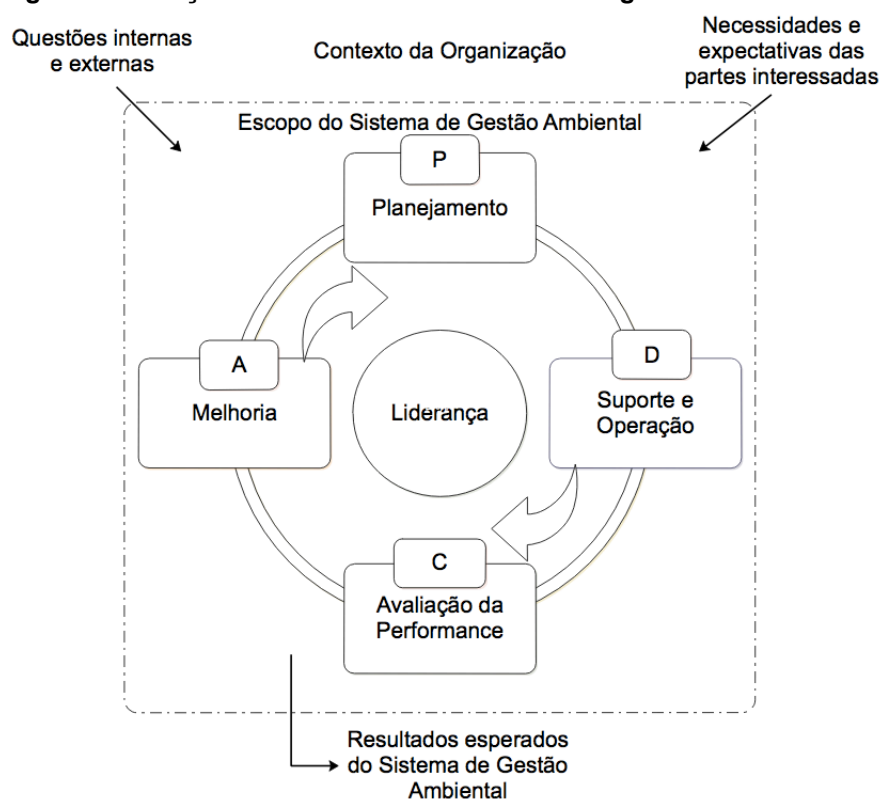 Questões internas
e externas
Contexto da Organização
Necessidades e
expectativas das
partes interessadas
Escopo do Sistema de Gestão Ambiental
P
Planejamento
A
Melhoria
Liderança
D
Suporte e
Operação
C
Avaliação da
Performance
Resultados esperados
do Sistema de Gestão
Ambiental